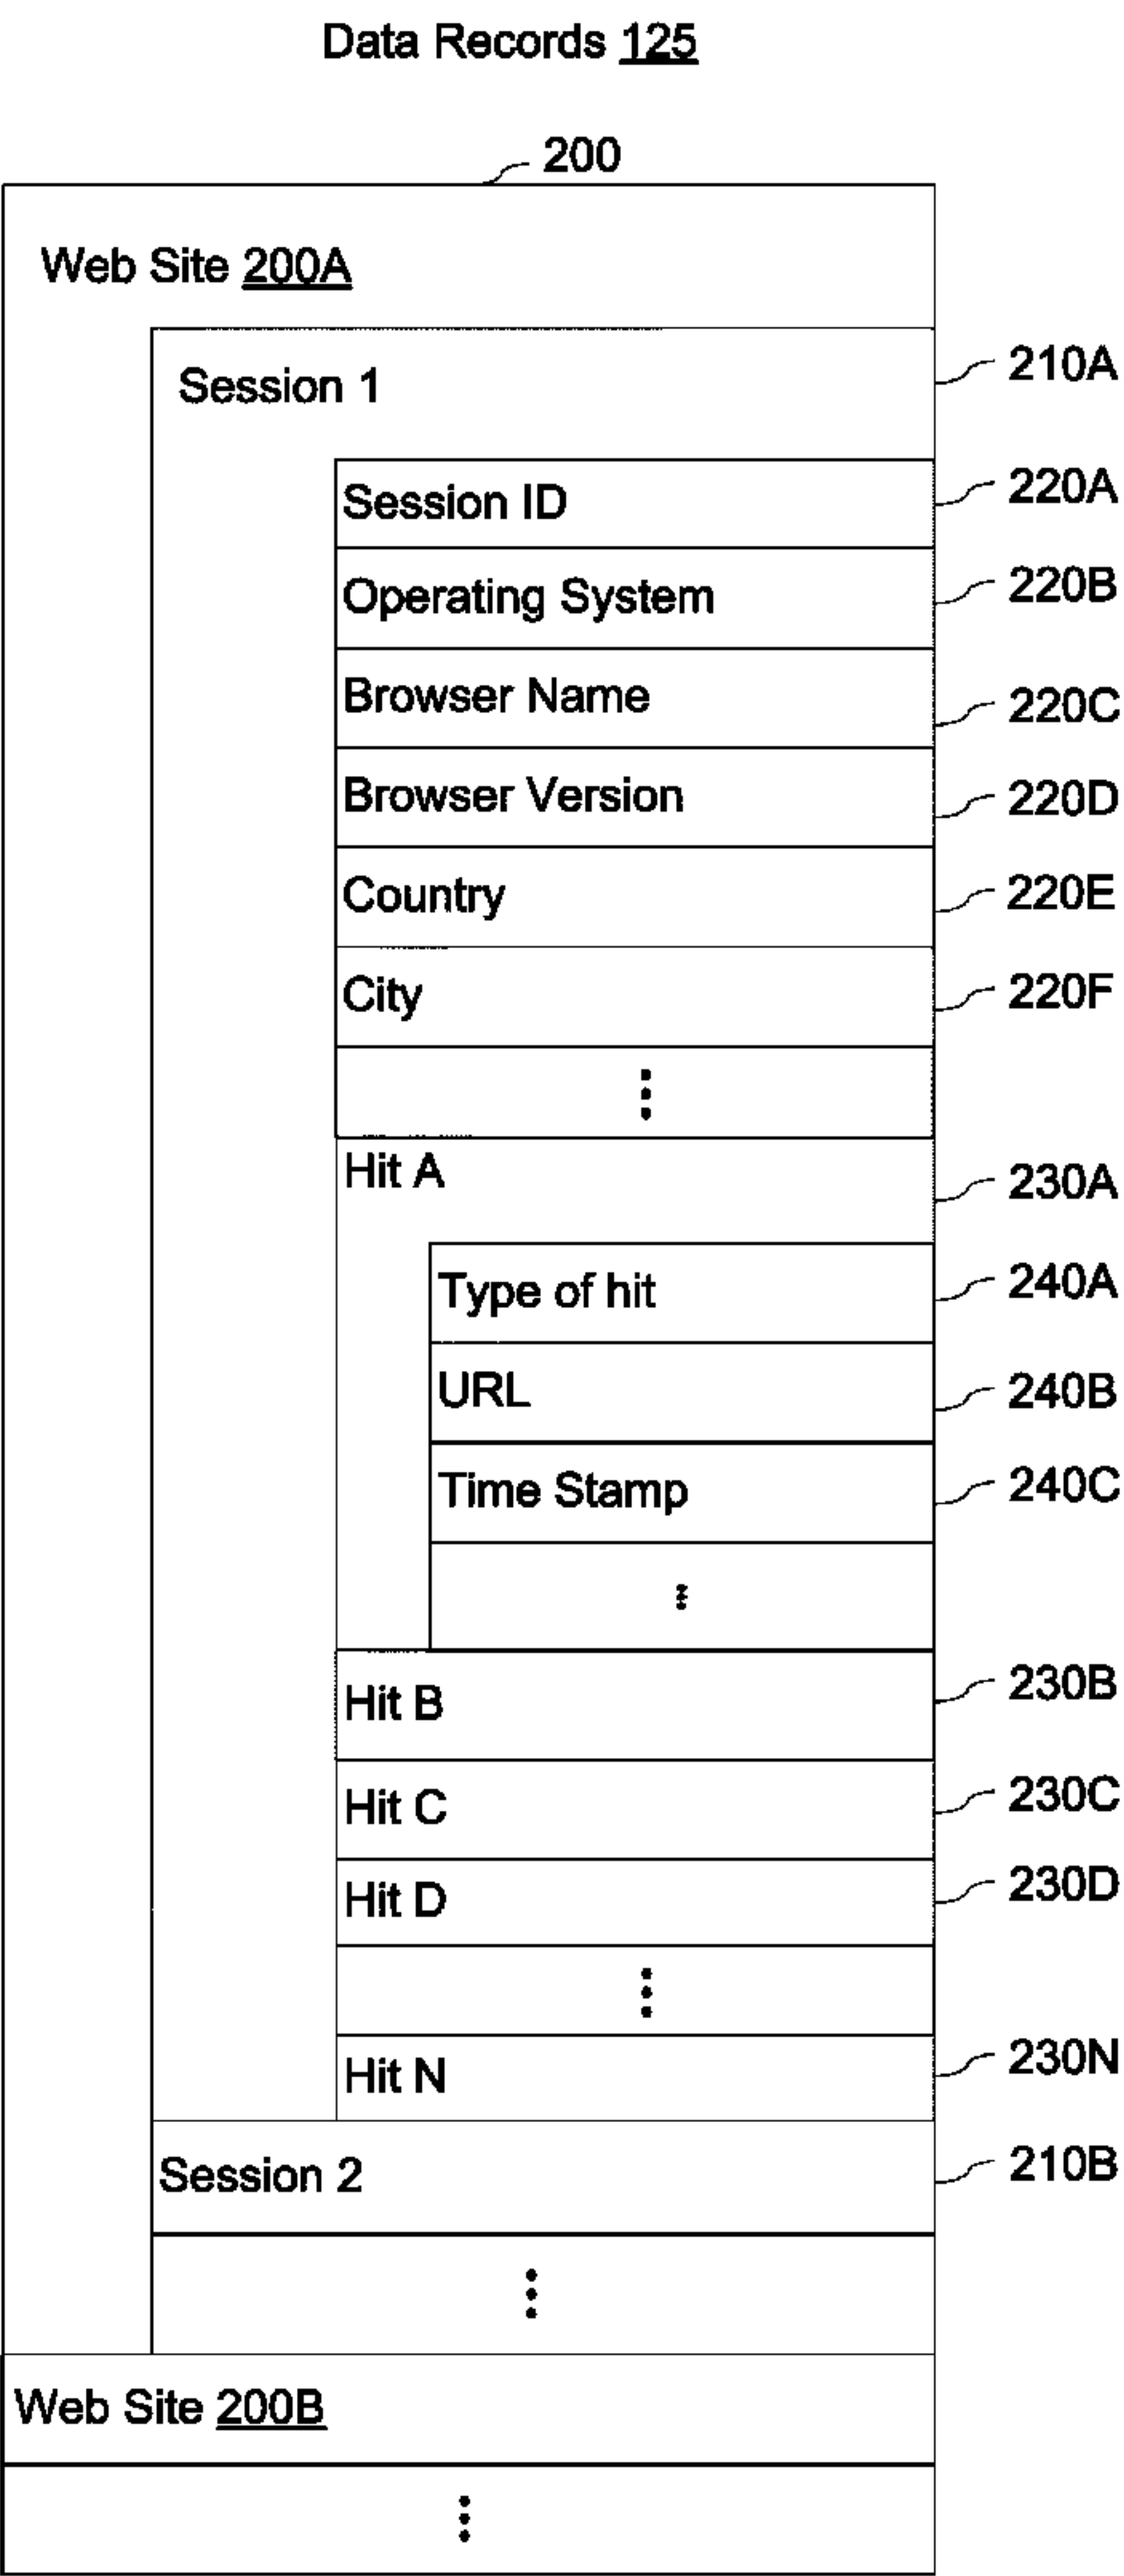 Data Records 125
200
Web Site 200A
Session 1 210A
Session ID 220A
Operating System 220B
Browser Name 220C
Browser Version 220D
Country 220E
City 220F
Hit A 230A
Type of hit 240A
URL 240B
Time Stamp 240C
Hit B 230B
Hit C 230C
Hit D 230D
Hit N 230N
Session 2 210B
Web Site 200B